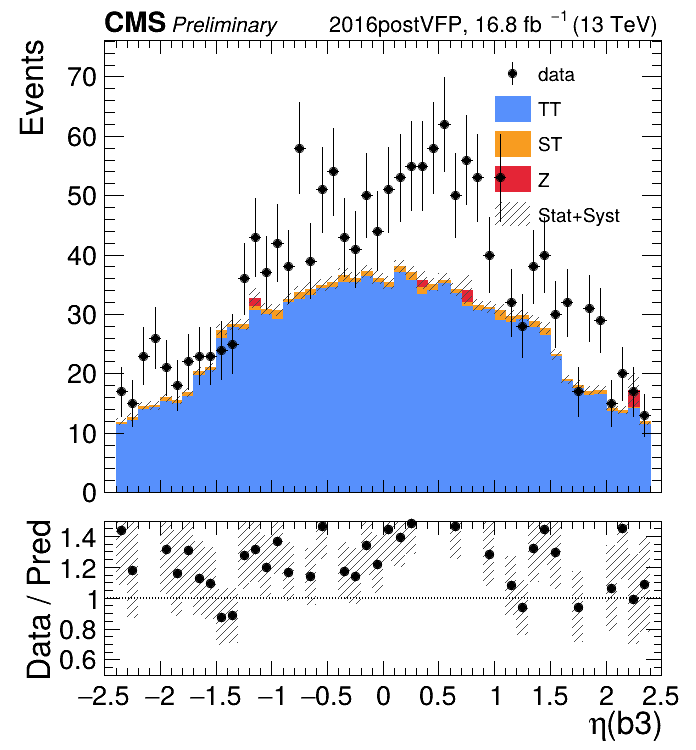 CMS Preliminary 2016postVFP, 16.8 fb⁻¹ (13 TeV)
Events
70
60
50
40
30
20
10
0
data
TT
ST
Z
Stat+Syst
Data / Pred
1.4
1.2
1
0.8
0.6
−2.5 −2 −1.5 −1 −0.5 0 0.5 1 1.5 2 2.5
η(b3)